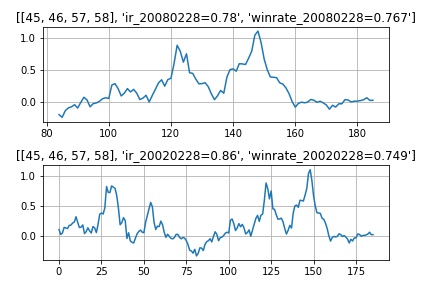 [[45, 46, 57, 58], 'ir_20080228=0.78', 'winrate_20080228=0.767']
1.0
0.5
0.0
80 100 120 140 160 180
[[45, 46, 57, 58], 'ir_20020228=0.86', 'winrate_20020228=0.749']
1.0
0.5
0.0
0 25 50 75 100 125 150 175